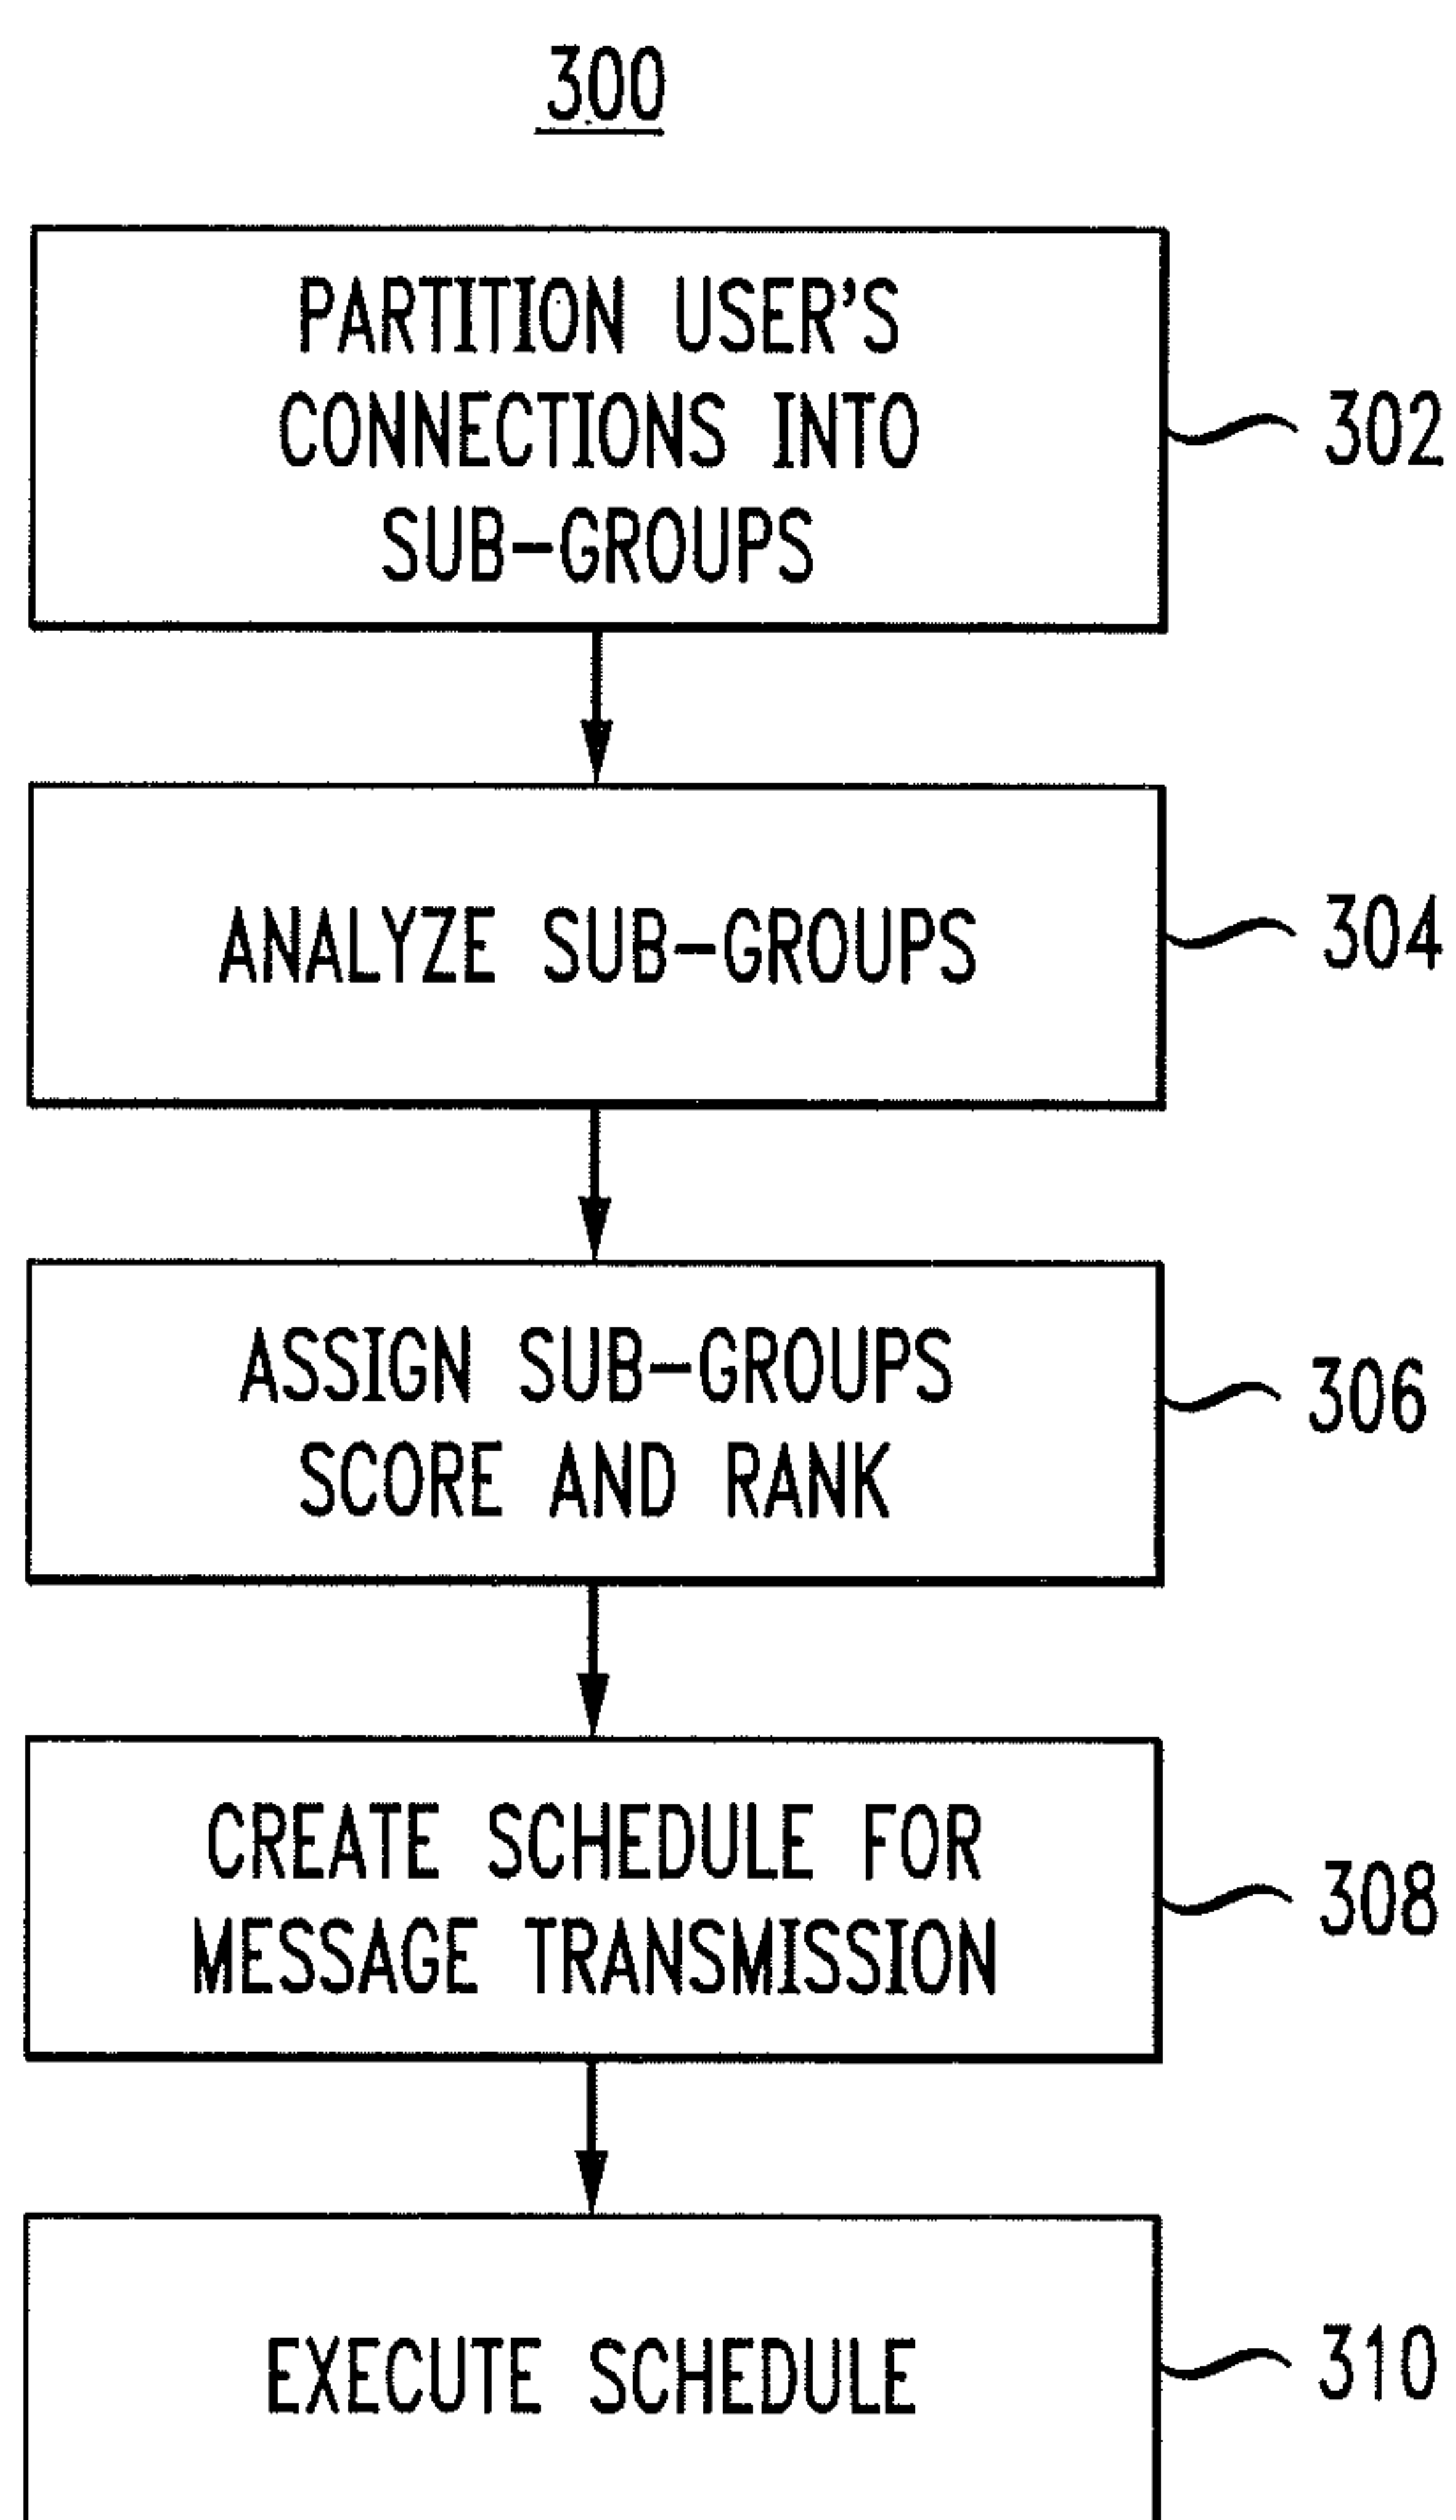 300
PARTITION USER'S
CONNECTIONS INTO
SUB-GROUPS
302
ANALYZE SUB-GROUPS
304
ASSIGN SUB-GROUPS
SCORE AND RANK
306
CREATE SCHEDULE FOR
MESSAGE TRANSMISSION
308
EXECUTE SCHEDULE
310